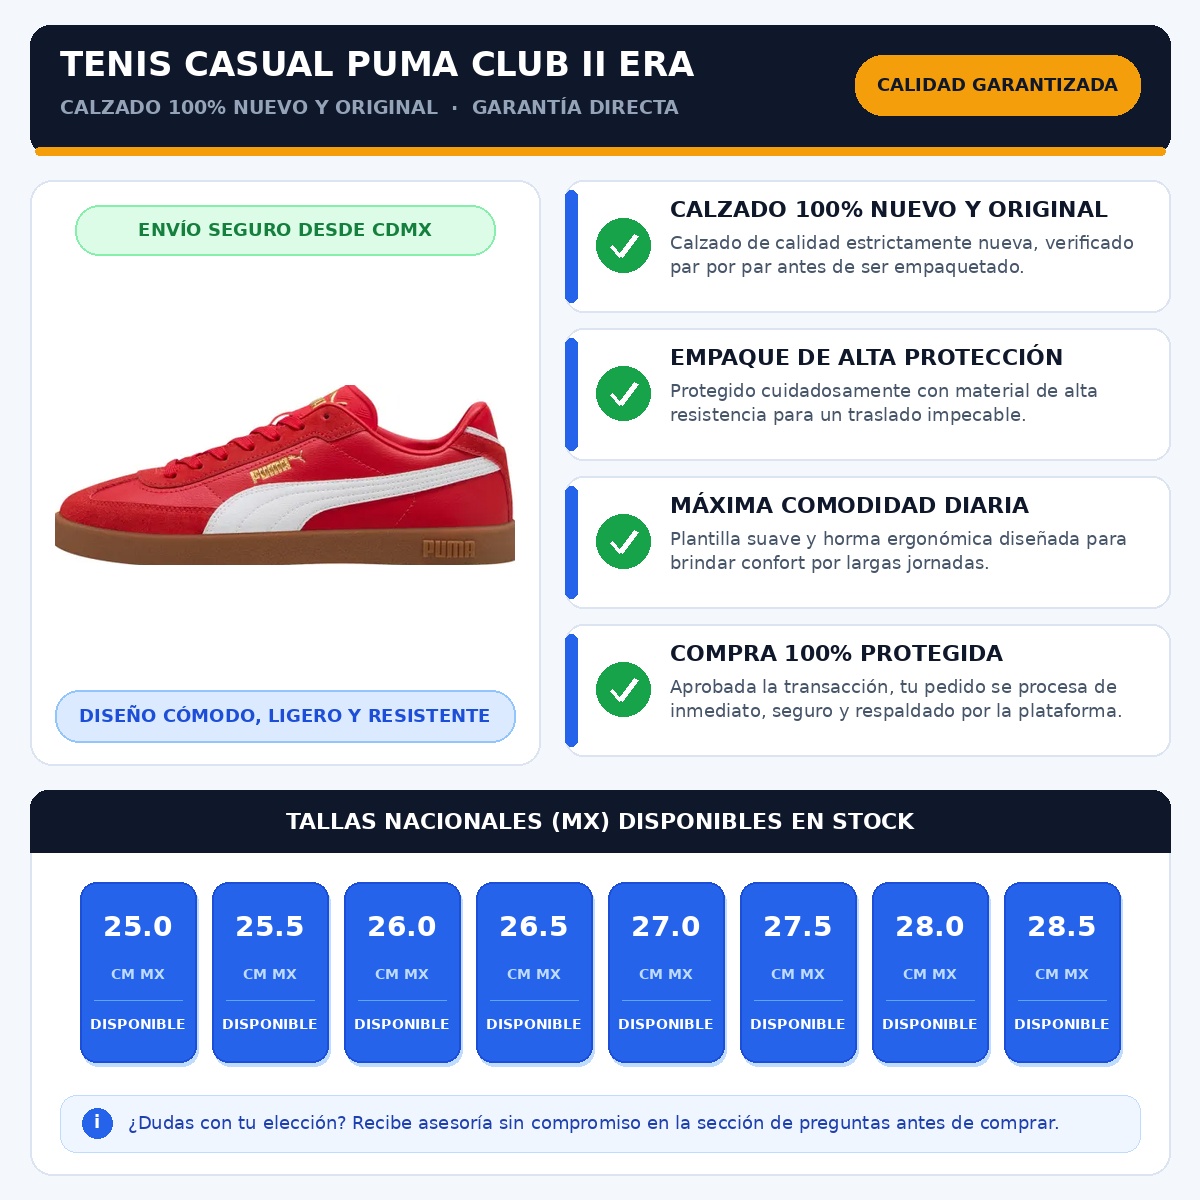 TENIS CASUAL PUMA CLUB II ERA
CALZADO 100% NUEVO Y ORIGINAL · GARANTÍA DIRECTA
CALIDAD GARANTIZADA
ENVÍO SEGURO DESDE CDMX
PUMA
PUMA
DISEÑO CÓMODO, LIGERO Y RESISTENTE
CALZADO 100% NUEVO Y ORIGINAL
Calzado de calidad estrictamente nueva, verificado
par por par antes de ser empaquetado.
EMPAQUE DE ALTA PROTECCIÓN
Protegido cuidadosamente con material de alta
resistencia para un traslado impecable.
MÁXIMA COMODIDAD DIARIA
Plantilla suave y horma ergonómica diseñada para
brindar confort por largas jornadas.
COMPRA 100% PROTEGIDA
Aprobada la transacción, tu pedido se procesa de
inmediato, seguro y respaldado por la plataforma.
TALLAS NACIONALES (MX) DISPONIBLES EN STOCK
25.0 25.5 26.0 26.5 27.0 27.5 28.0 28.5
CM MX CM MX CM MX CM MX CM MX CM MX CM MX CM MX
DISPONIBLE DISPONIBLE DISPONIBLE DISPONIBLE DISPONIBLE DISPONIBLE DISPONIBLE DISPONIBLE
i ¿Dudas con tu elección? Recibe asesoría sin compromiso en la sección de preguntas antes de comprar.